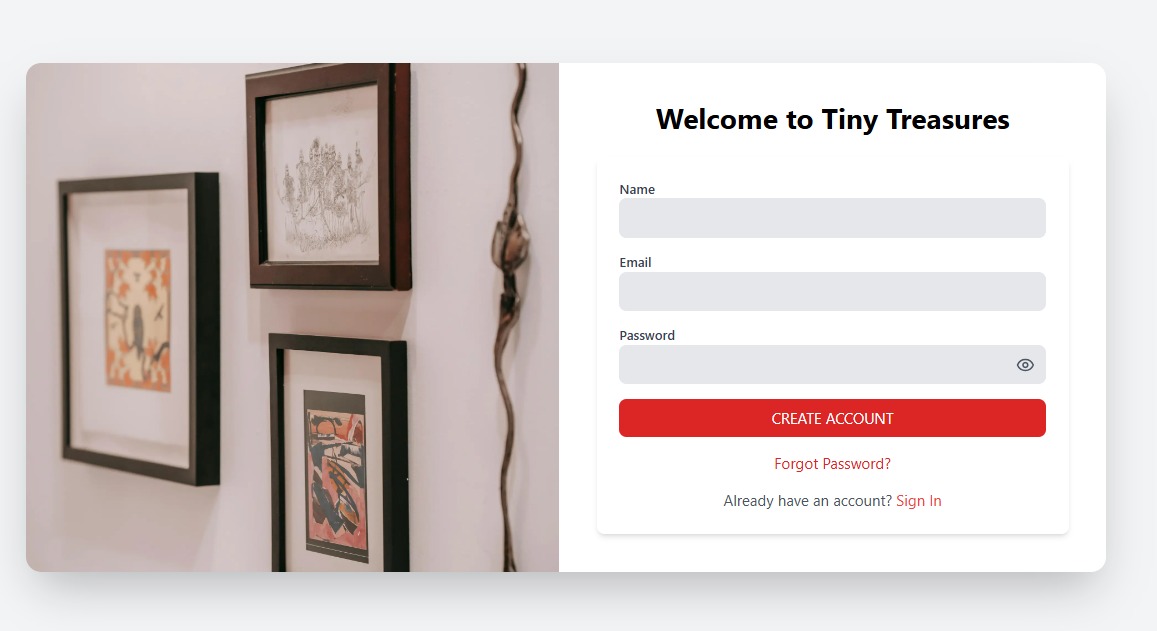 Welcome to Tiny Treasures
Name
Email
Password
CREATE ACCOUNT
Forgot Password?
Already have an account? Sign In